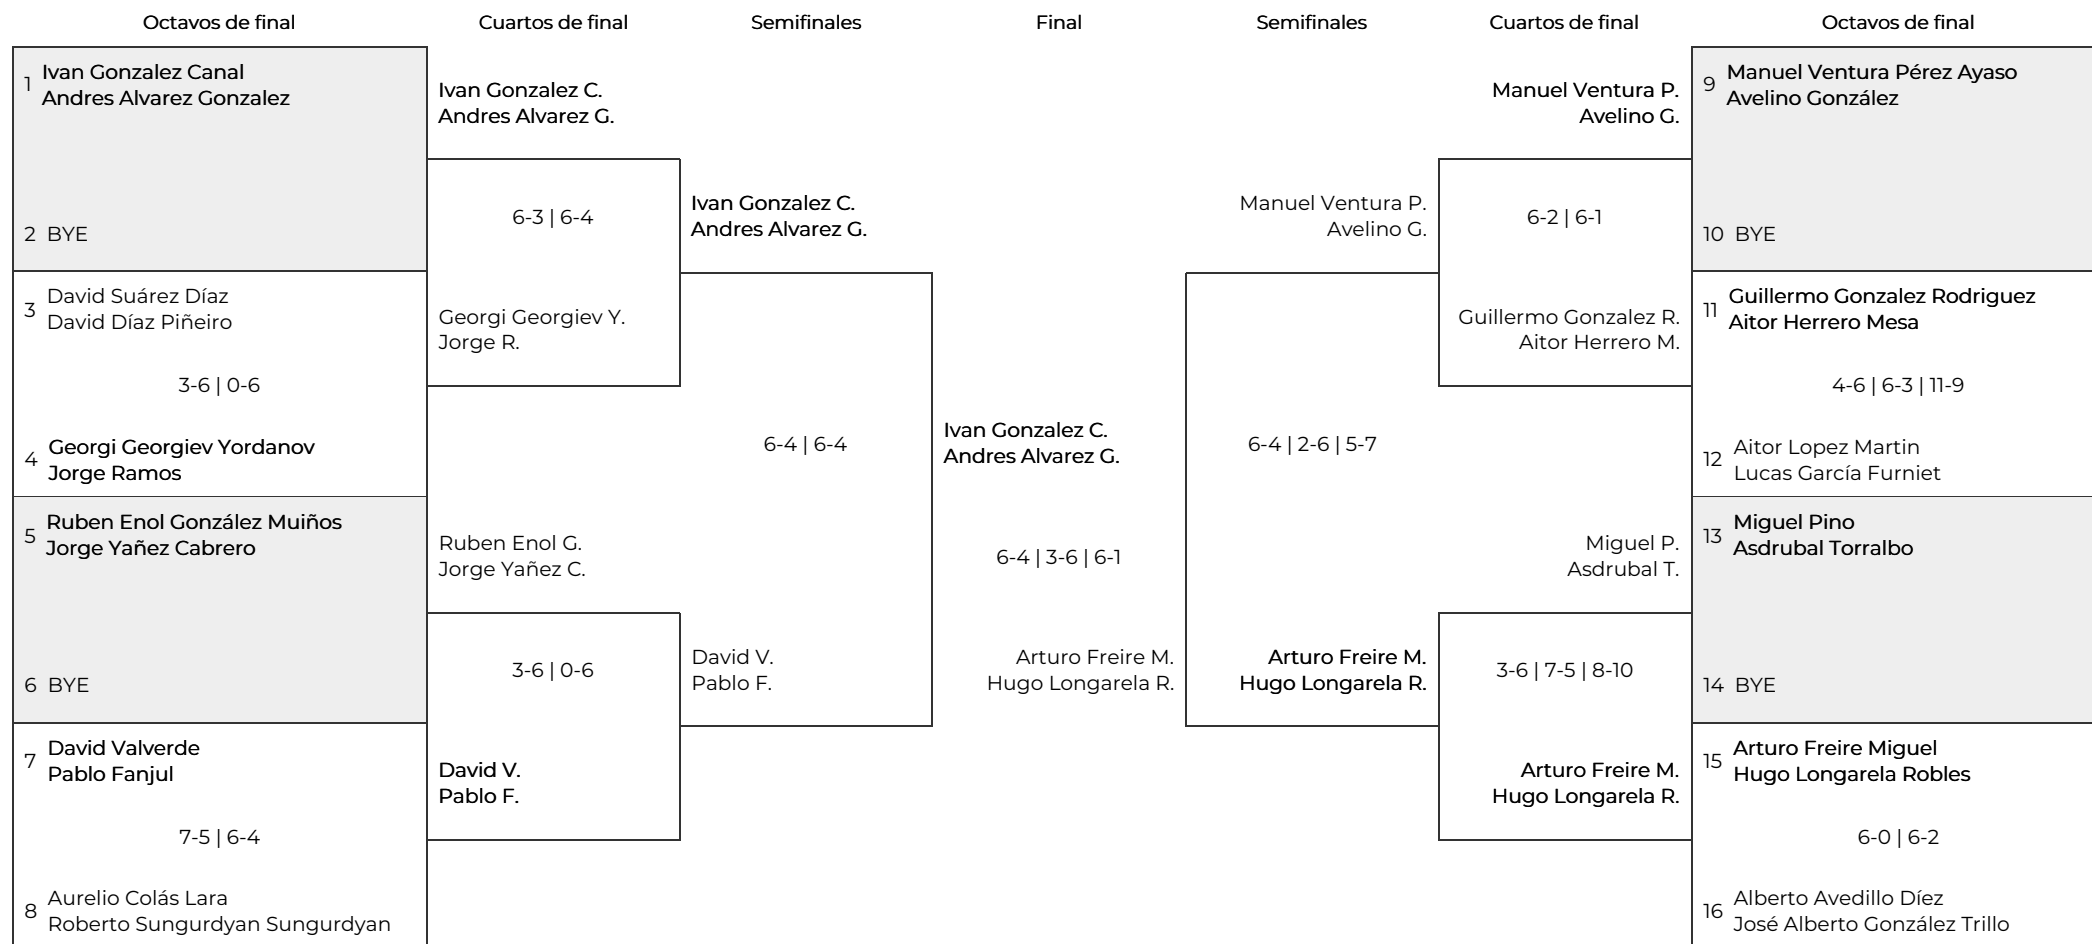 Octavos de final
Cuartos de final
Semifinales
Final
Semifinales
Cuartos de final
Octavos de final
1 Ivan Gonzalez Canal
Andres Alvarez Gonzalez
2 BYE
3 David Suárez Díaz
David Díaz Piñeiro
3-6 | 0-6
4 Georgi Georgiev Yordanov
Jorge Ramos
5 Ruben Enol González Muiños
Jorge Yañez Cabrero
6 BYE
7 David Valverde
Pablo Fanjul
7-5 | 6-4
8 Aurelio Colás Lara
Roberto Sungurdyan Sungurdyan
Ivan Gonzalez C.
Andres Alvarez G.
6-3 | 6-4
Georgi Georgiev Y.
Jorge R.
Ruben Enol G.
Jorge Yañez C.
3-6 | 0-6
David V.
Pablo F.
Ivan Gonzalez C.
Andres Alvarez G.
6-4 | 6-4
David V.
Pablo F.
Ivan Gonzalez C.
Andres Alvarez G.
6-4 | 3-6 | 6-1
Arturo Freire M.
Hugo Longarela R.
Manuel Ventura P.
Avelino G.
6-4 | 2-6 | 5-7
Arturo Freire M.
Hugo Longarela R.
Manuel Ventura P.
Avelino G.
6-2 | 6-1
Guillermo Gonzalez R.
Aitor Herrero M.
Miguel P.
Asdrubal T.
3-6 | 7-5 | 8-10
Arturo Freire M.
Hugo Longarela R.
9 Manuel Ventura Pérez Ayaso
Avelino González
10 BYE
11 Guillermo Gonzalez Rodriguez
Aitor Herrero Mesa
4-6 | 6-3 | 11-9
12 Aitor Lopez Martin
Lucas García Furniet
13 Miguel Pino
Asdrubal Torralbo
14 BYE
15 Arturo Freire Miguel
Hugo Longarela Robles
6-0 | 6-2
16 Alberto Avedillo Díez
José Alberto González Trillo